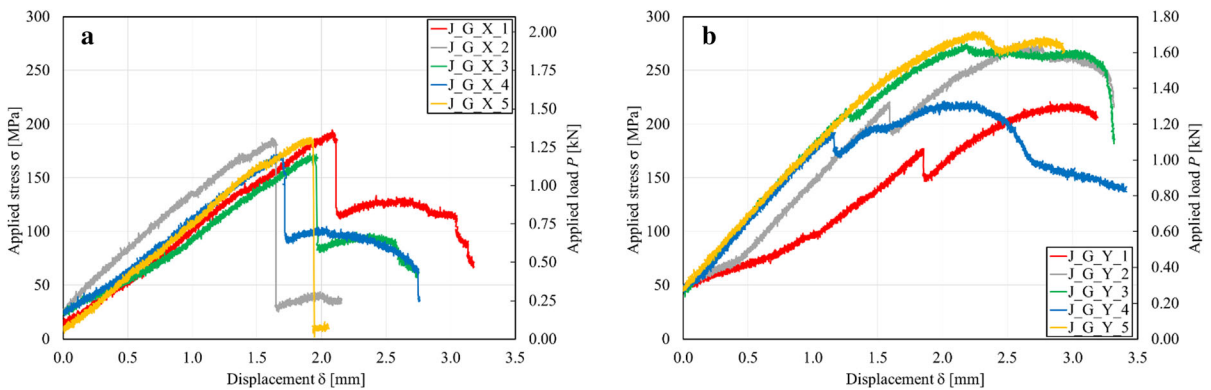 a
J_G_X_1
J_G_X_2
J_G_X_3
J_G_X_4
J_G_X_5
Applied stress σ [MPa]
300
250
200
150
100
50
0
0.0 0.5 1.0 1.5 2.0 2.5 3.0 3.5
Displacement δ [mm]
2.00
1.75
1.50
1.25
1.00
0.75
0.50
0.25
0.00
Applied load P [kN]
b
Applied stress σ [MPa]
300
250
200
150
100
50
0
0.0 0.5 1.0 1.5 2.0 2.5 3.0 3.5
Displacement δ [mm]
1.80
1.60
1.40
1.20
1.00
0.80
0.60
0.40
0.20
0.00
Applied load P [kN]
J_G_Y_1
J_G_Y_2
J_G_Y_3
J_G_Y_4
J_G_Y_5